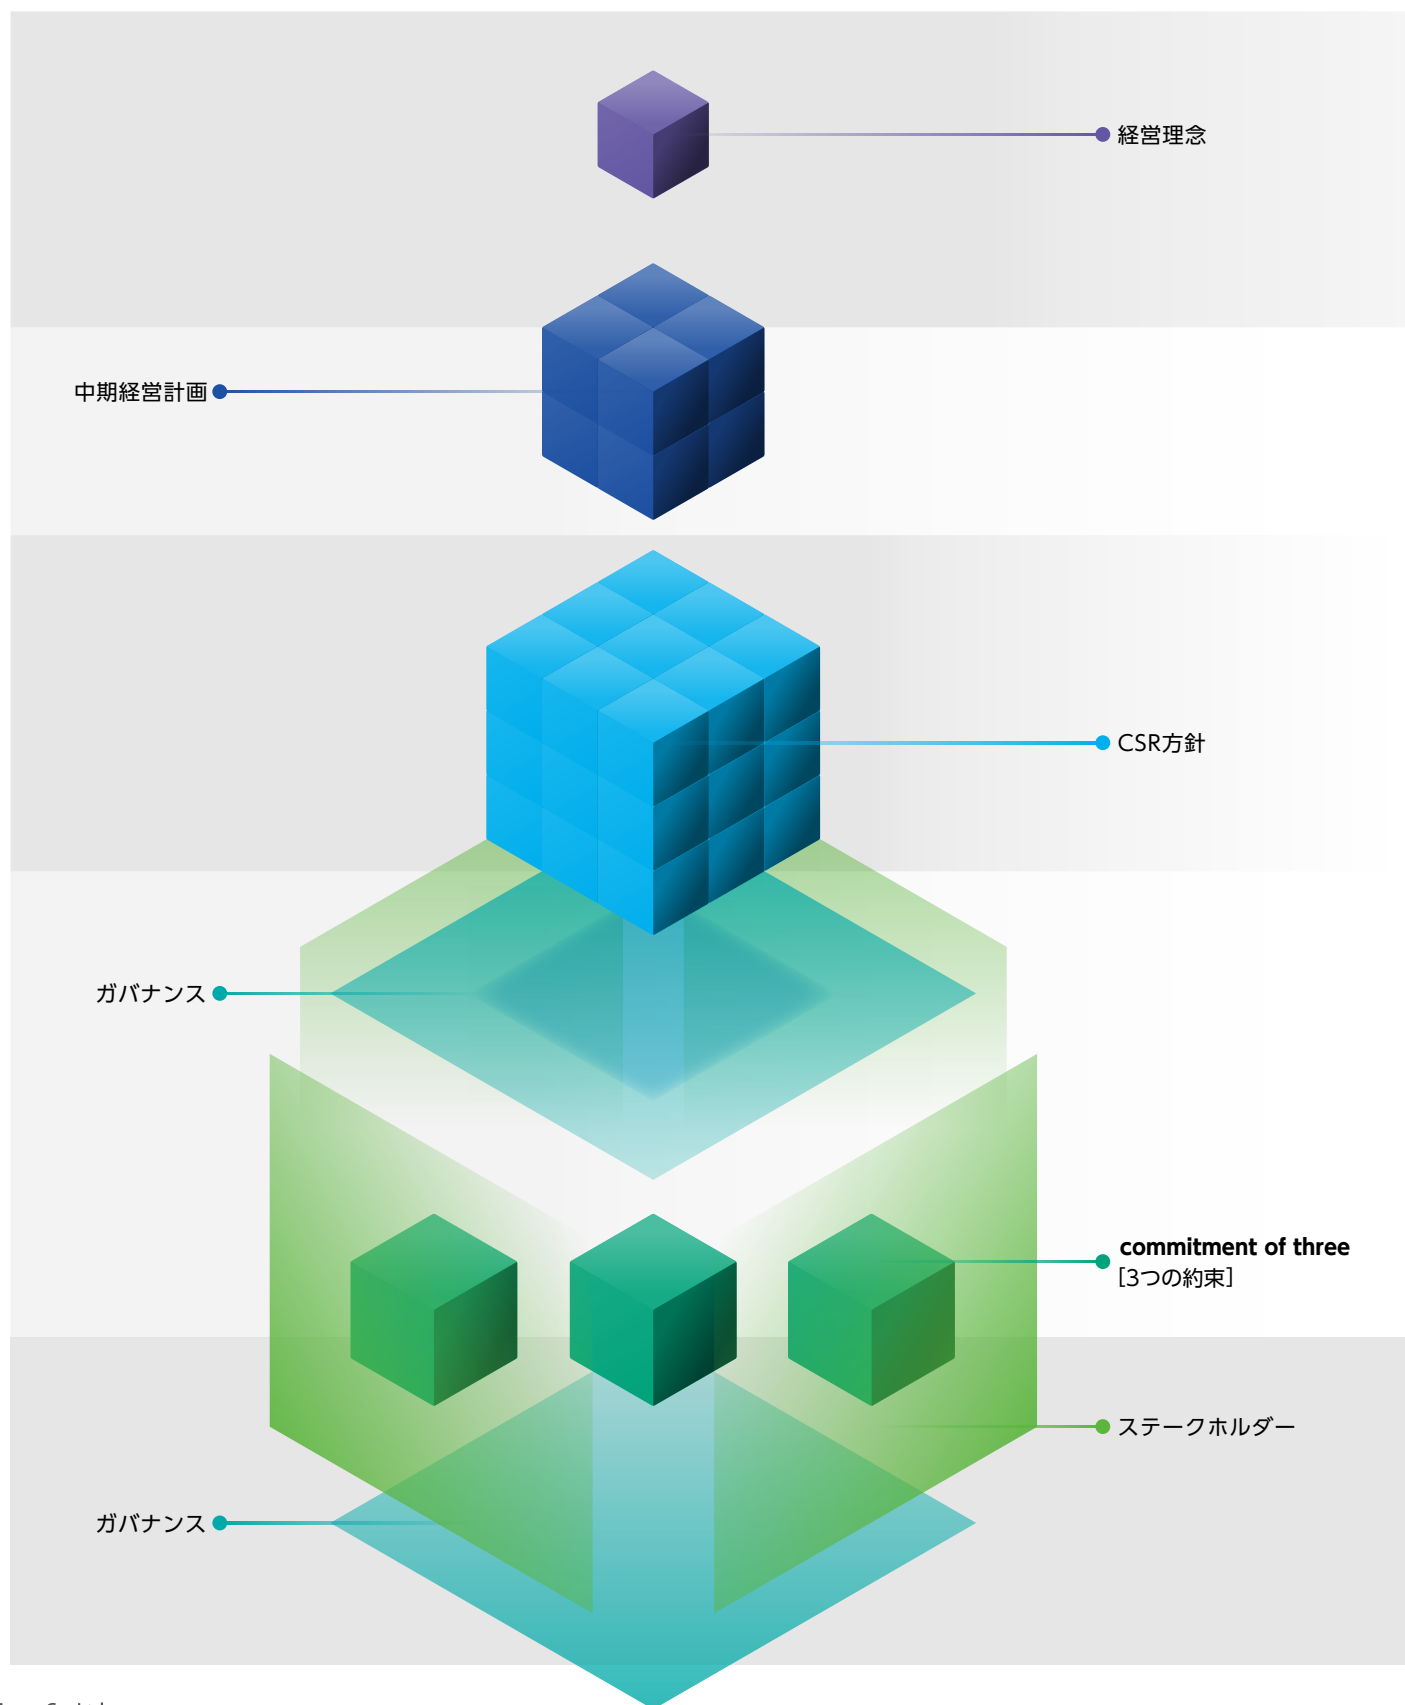 経営理念
中期経営計画
CSR方針
ガバナンス
commitment of three
[3つの約束]
ステークホルダー
ガバナンス